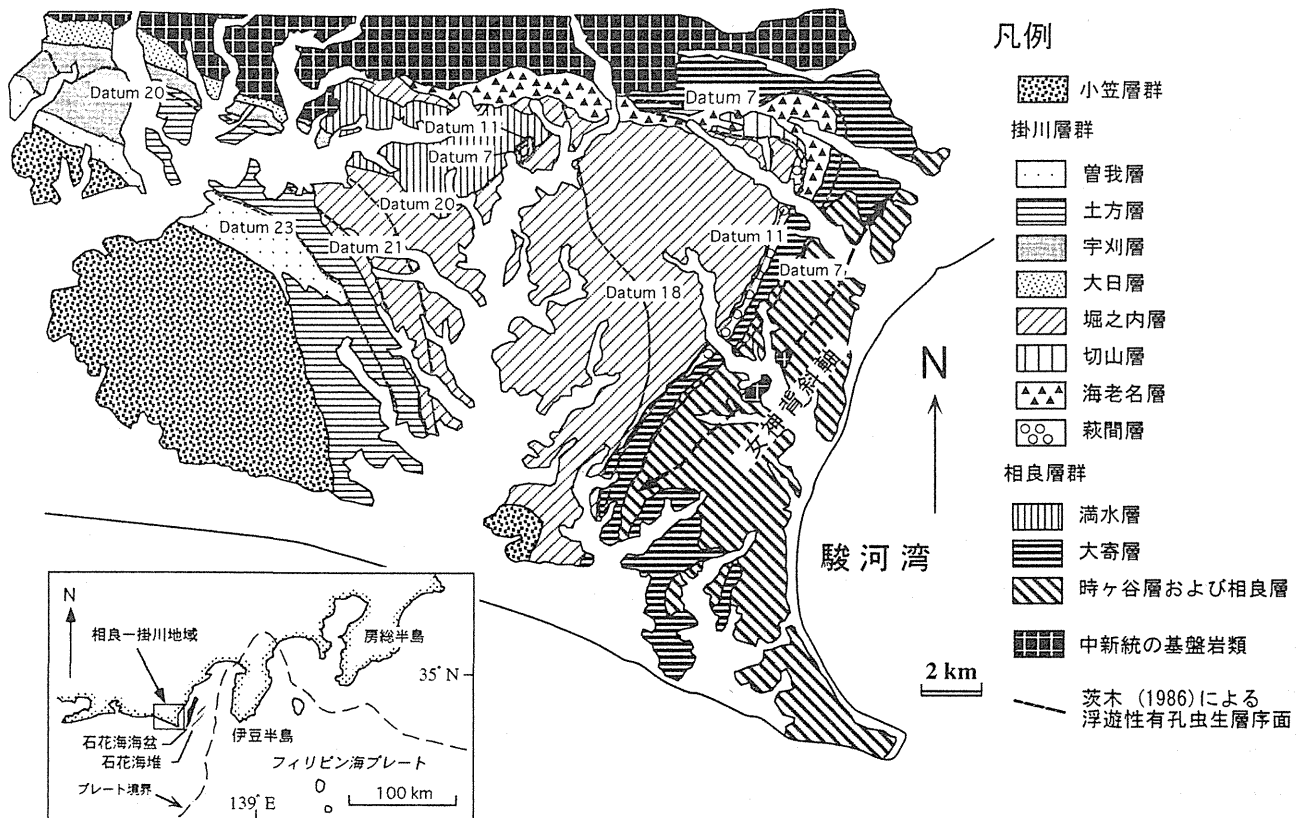 凡例
小笠層群
掛川層群
曽我層
土方層
宇刈層
大日層
堀之内層
切山層
海老名層
萩間層
相良層群
満水層
大寄層
時ヶ谷層および相良層
中新統の基盤岩類
茨木 (1986)による
浮遊性有孔虫生層序面
Datum 20
Datum 11
Datum 7
Datum 7
Datum 20
Datum 23
Datum 21
Datum 18
Datum 11
Datum 7
女神背斜軸
N
駿河湾
2 km
N
相良ー掛川地域
房総半島
35° N
石花海海盆
石花海堆
伊豆半島
プレート境界
フィリピン海プレート
139° E
100 km